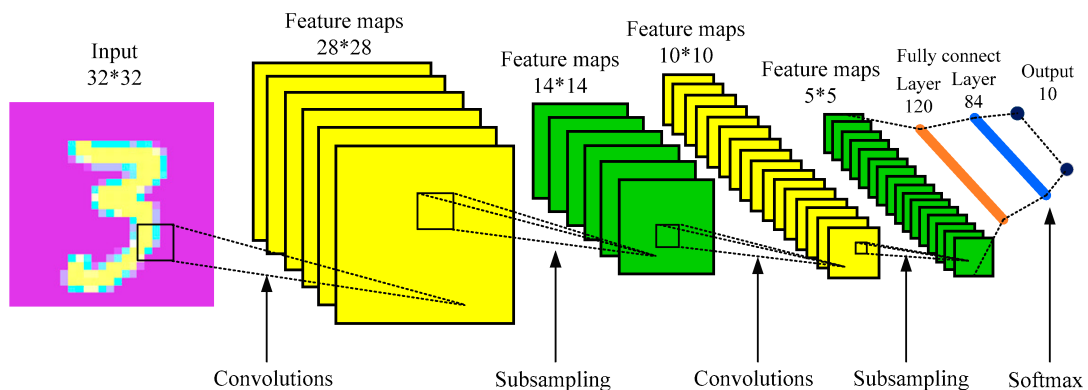 Input
32*32
Feature maps
28*28
Feature maps
14*14
Feature maps
10*10
Feature maps
5*5
Fully connect
Layer
120
Layer
84
Output
10
Convolutions
Subsampling
Convolutions
Subsampling
Softmax